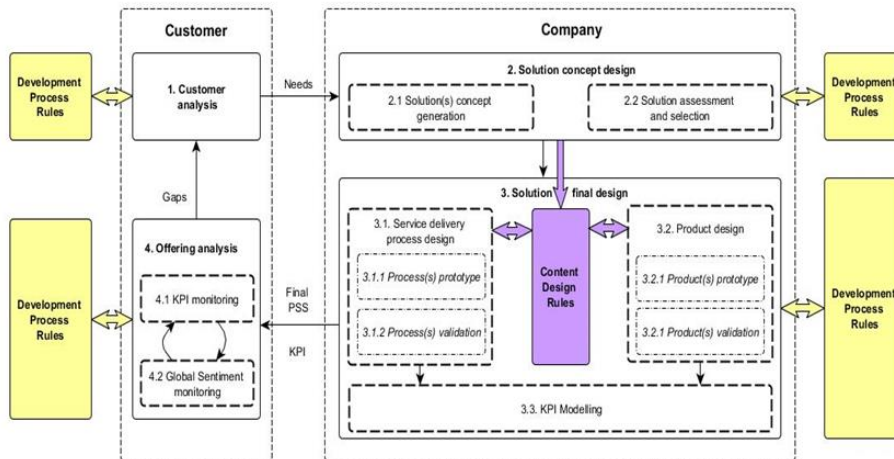 Customer
Company
Development
Process
Rules
1. Customer
analysis
Needs
2. Solution concept design
2.1 Solution(s) concept
generation
2.2 Solution assessment
and selection
Development
Process
Rules
Gaps
3. Solution final design
4. Offering analysis
4.1 KPI monitoring
4.2 Global Sentiment
monitoring
Development
Process
Rules
Final
PSS
KPI
3.1. Service delivery
process design
3.1.1 Process(s) prototype
3.1.2 Process(s) validation
Content
Design
Rules
3.2. Product design
3.2.1 Product(s) prototype
3.2.1 Product(s) validation
3.3. KPI Modelling
Development
Process
Rules